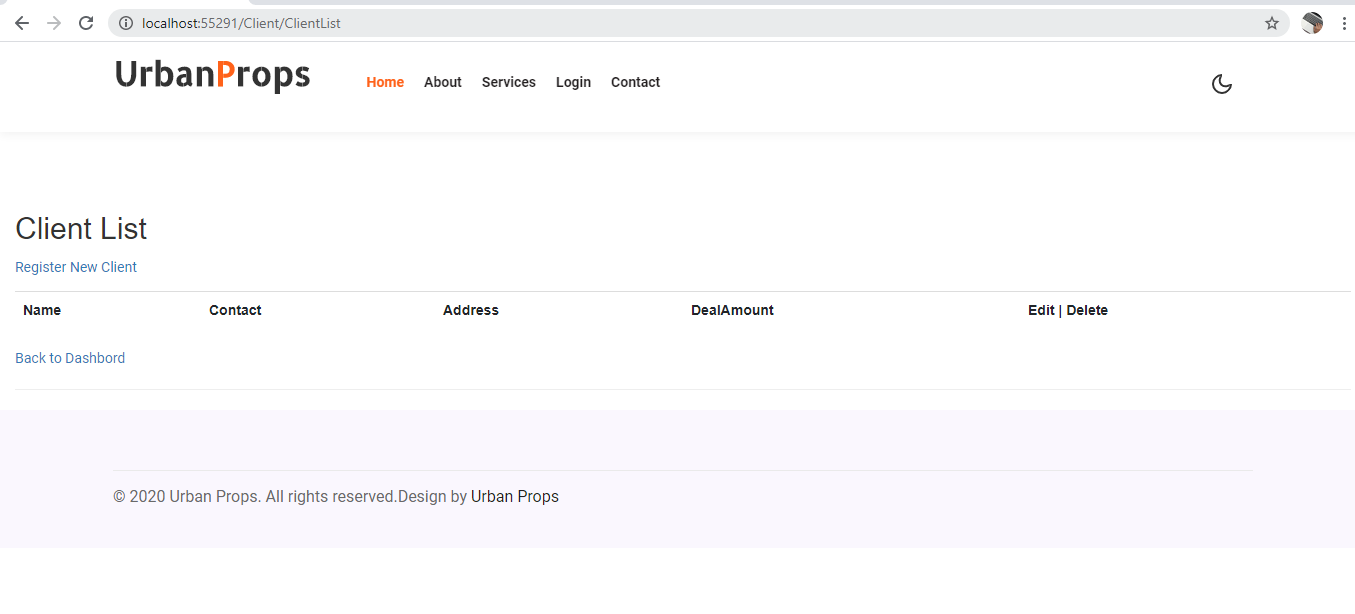 localhost:55291/Client/ClientList
UrbanProps Home About Services Login Contact
Client List
Register New Client
Name Contact Address DealAmount Edit | Delete
Back to Dashbord
© 2020 Urban Props. All rights reserved.Design by Urban Props